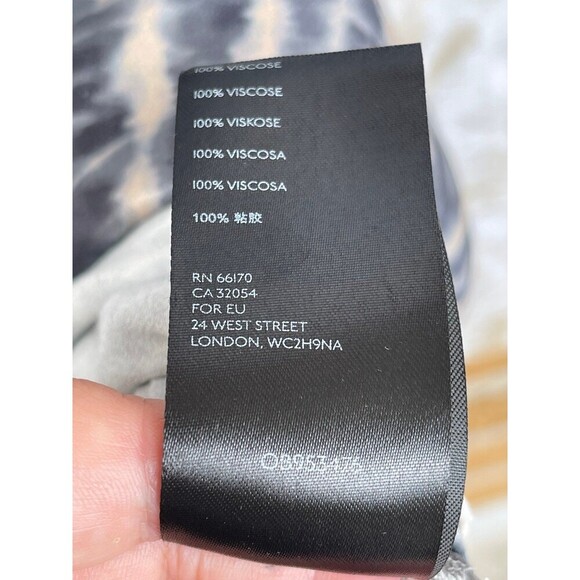 100% VISCOSE
100% VISCOSE
100% VISKOSE
100% VISCOSA
100% VISCOSA
100% 粘胶
RN 66170
CA 32054
FOR EU
24 WEST STREET
LONDON, WC2H9NA
OB953475